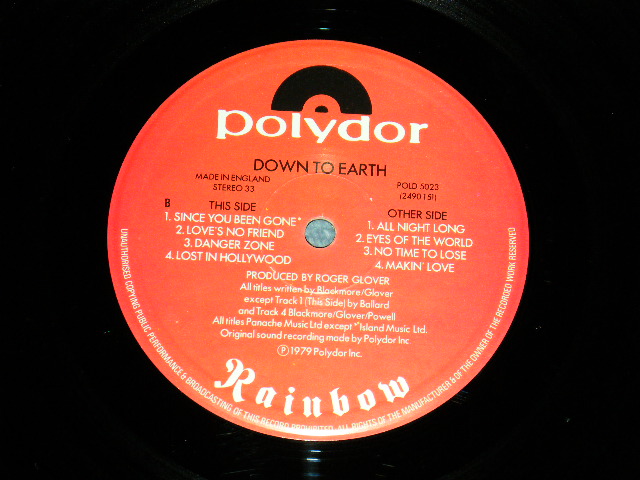 polydor
DOWN TO EARTH
MADE IN ENGLAND
STEREO 33
POLD 5023
(2490151)
B
THIS SIDE
1. SINCE YOU BEEN GONE*
2. LOVE'S NO FRIEND
3. DANGER ZONE
4. LOST IN HOLLYWOOD
OTHER SIDE
1. ALL NIGHT LONG
2. EYES OF THE WORLD
3. NO TIME TO LOSE
4. MAKIN' LOVE
PRODUCED BY ROGER GLOVER
All titles written by Blackmore/Glover
except Track 1 (This Side) by Ballard
and Track 4 Blackmore/Glover/Powell
All titles Panache Music Ltd except *Island Music Ltd.
Original sound recording made by Polydor Inc.
Ⓟ 1979 Polydor Inc.
Rainbow
UNAUTHORISED COPYING PUBLIC PERFORMANCE & BROADCASTING OF THIS RECORD PROHIBITED. ALL RIGHTS OF THE MANUFACTURER & OF THE OWNER OF THE RECORDED WORK RESERVED